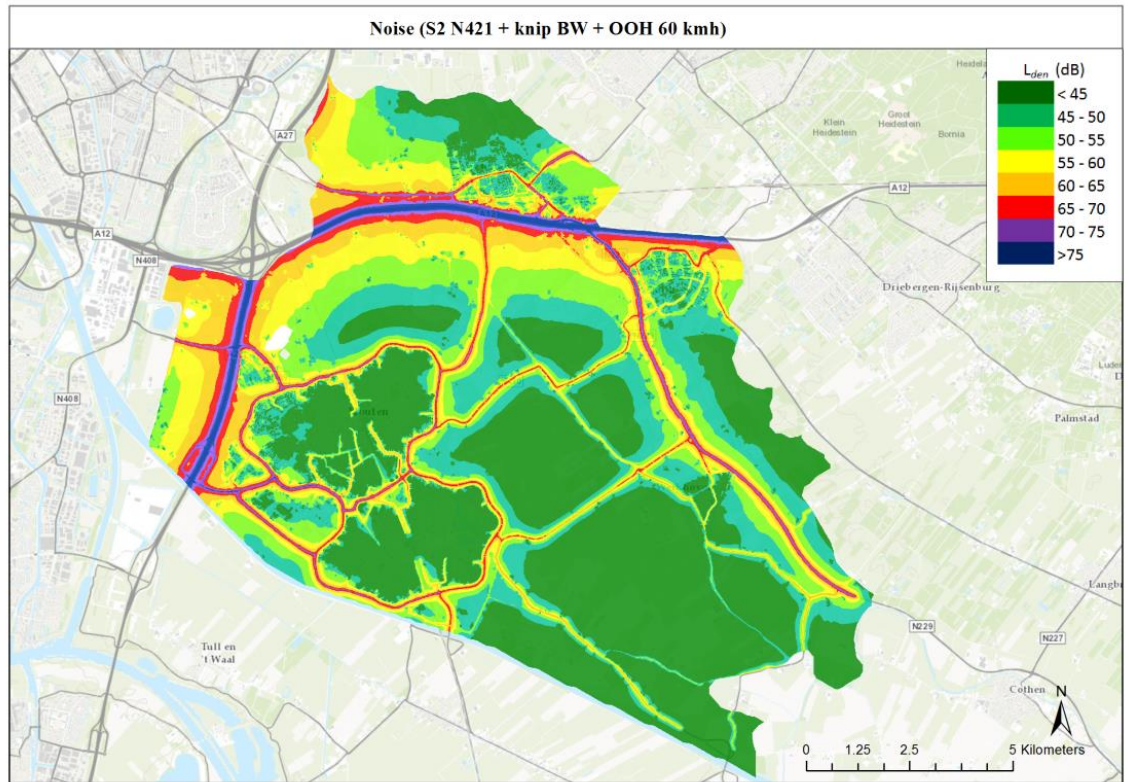 Noise (S2 N421 + knip BW + OOH 60 kmh)
Lden (dB)
< 45
45 - 50
50 - 55
55 - 60
60 - 65
65 - 70
70 - 75
>75
Klein
Heidestein
Groot
Heidestein
Bornia
A27
A12
A12
A12
N408
Driebergen-Rijsenburg
N408
Palmstad
Houten
Tull en
't Waal
N229
N227
Cothen
N
0 1.25 2.5 5 Kilometers